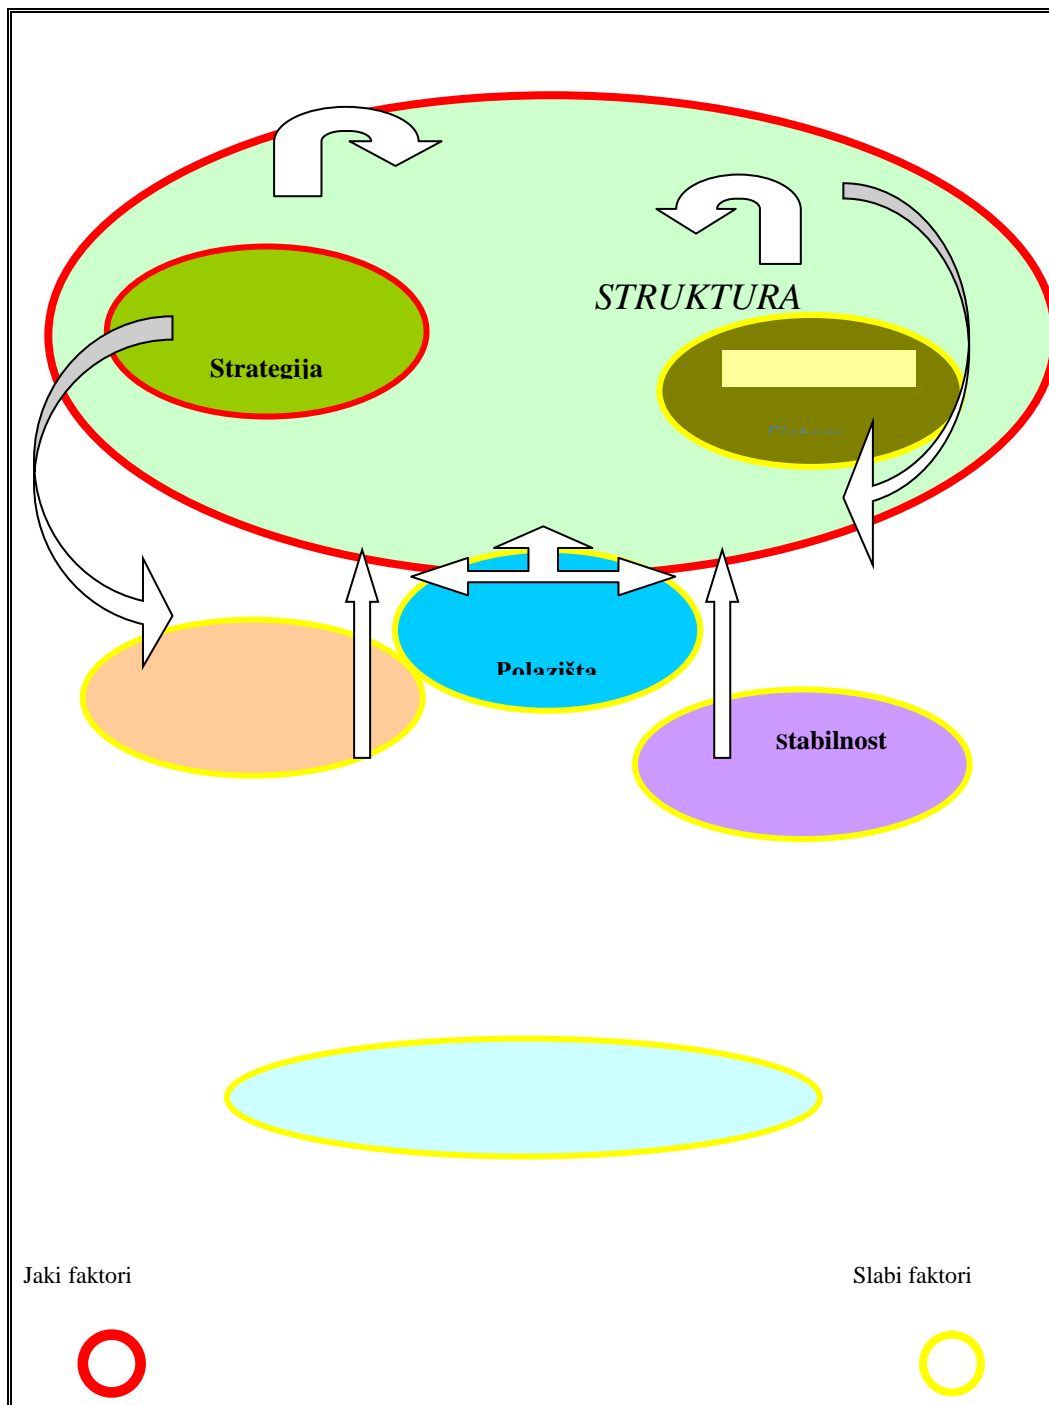 STRUKTURA
Strategija
Polazišta
Stabilnost
Jaki faktori
Slabi faktori